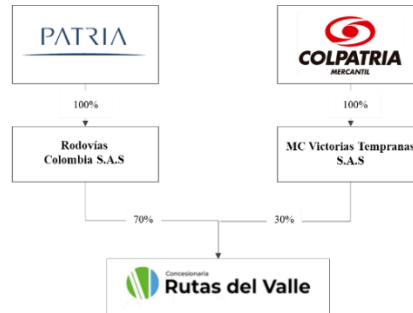 PATRIA
COLPATRIA
MERCANTIL
100%
100%
Rodovías
Colombia S.A.S
MC Victorias Tempranas
S.A.S
70%
30%
Concesionaria
Rutas del Valle